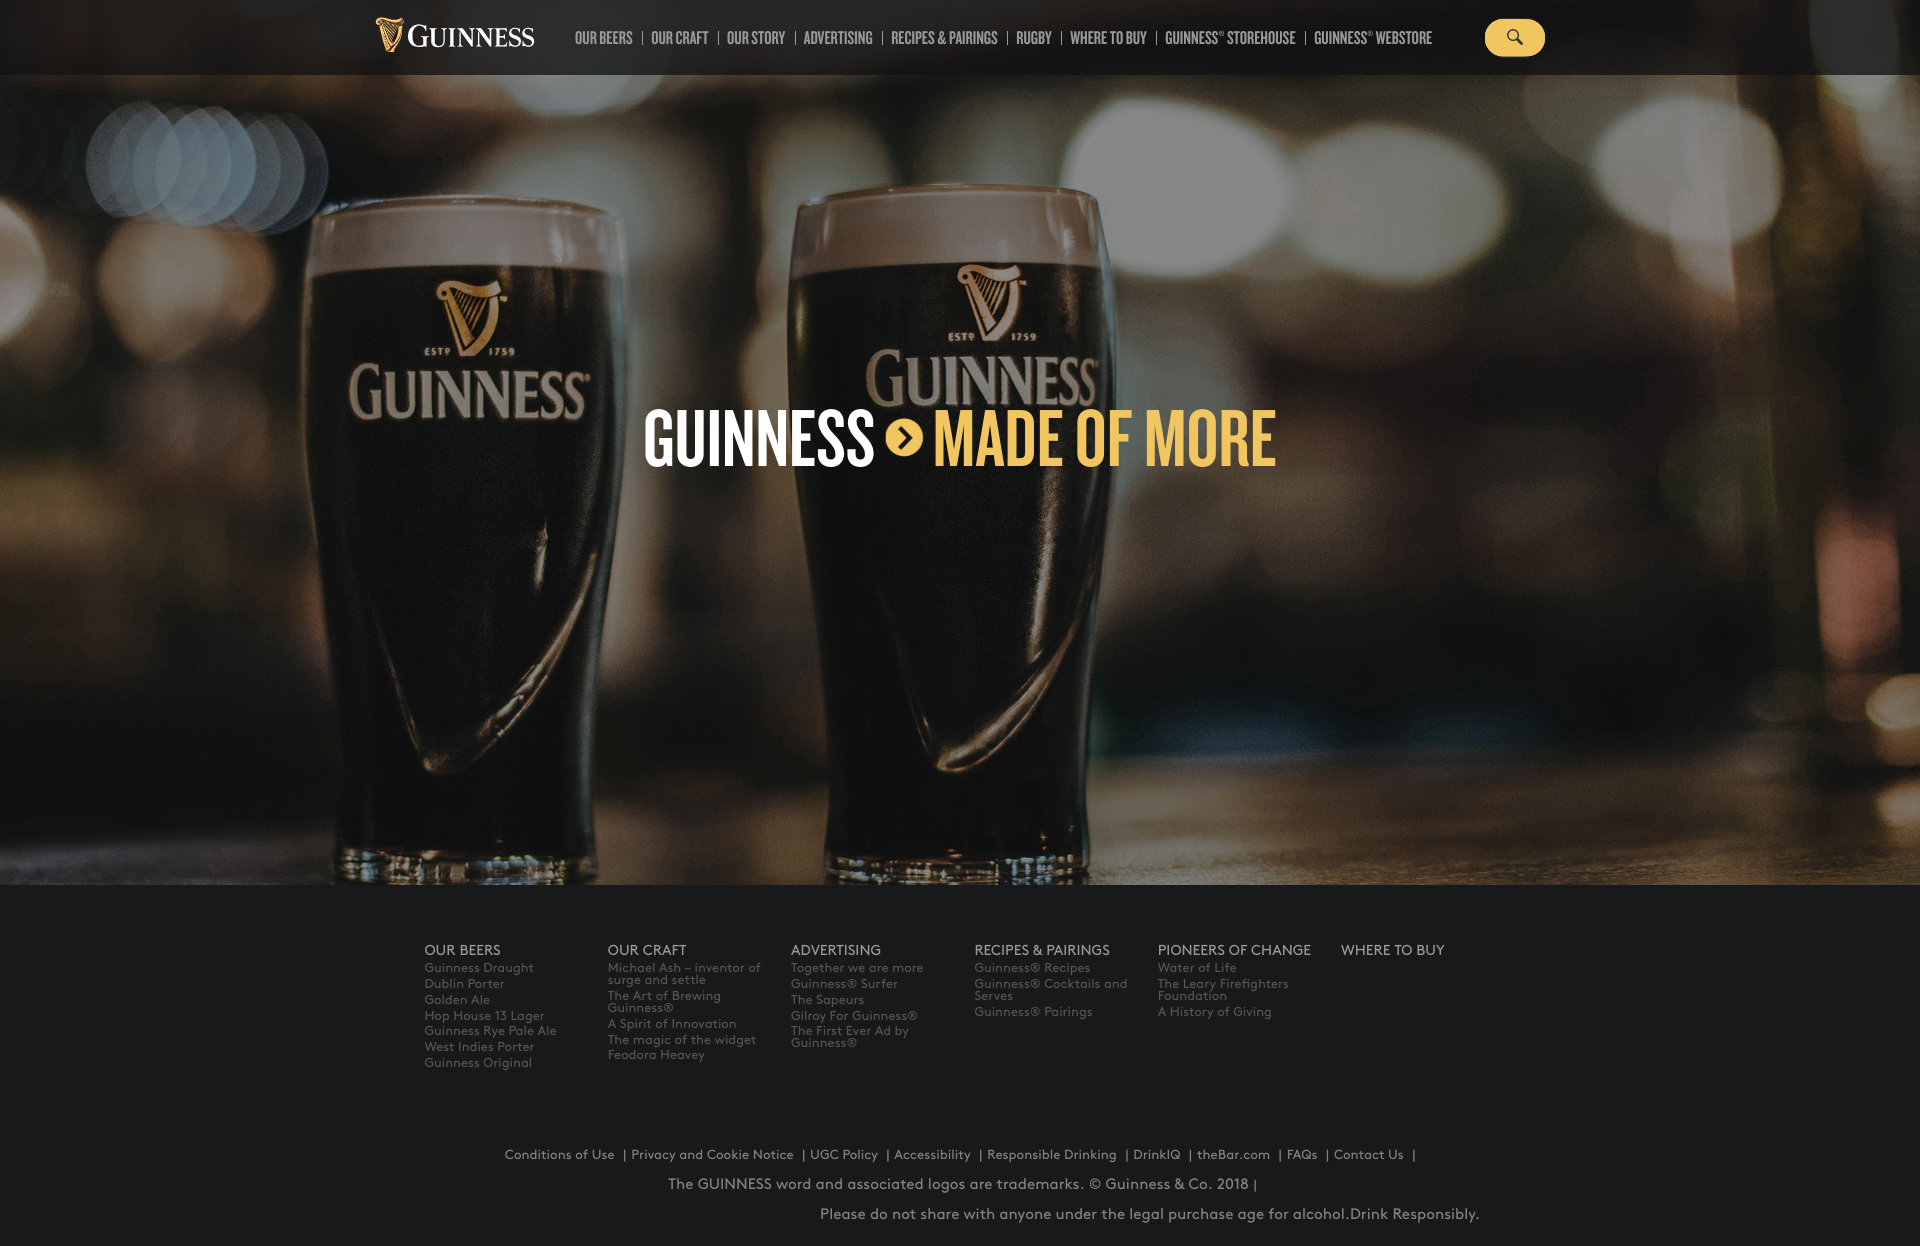 GUINNESS
OUR BEERS | OUR CRAFT | OUR STORY | ADVERTISING | RECIPES & PAIRINGS | RUGBY | WHERE TO BUY | GUINNESS® STOREHOUSE | GUINNESS® WEBSTORE
ESTD 1759
GUINNESS®
ESTD 1759
GUINNESS®
GUINNESS MADE OF MORE
OUR BEERS
Guinness Draught
Dublin Porter
Golden Ale
Hop House 13 Lager
Guinness Rye Pale Ale
West Indies Porter
Guinness Original
OUR CRAFT
Michael Ash – inventor of
surge and settle
The Art of Brewing
Guinness®
A Spirit of Innovation
The magic of the widget
Feodora Heavey
ADVERTISING
Together we are more
Guinness® Surfer
The Sapeurs
Gilroy For Guinness®
The First Ever Ad by
Guinness®
RECIPES & PAIRINGS
Guinness® Recipes
Guinness® Cocktails and
Serves
Guinness® Pairings
PIONEERS OF CHANGE
Water of Life
The Leary Firefighters
Foundation
A History of Giving
WHERE TO BUY
Conditions of Use | Privacy and Cookie Notice | UGC Policy | Accessibility | Responsible Drinking | DrinkIQ | theBar.com | FAQs | Contact Us |
The GUINNESS word and associated logos are trademarks. © Guinness & Co. 2018 |
Please do not share with anyone under the legal purchase age for alcohol.Drink Responsibly.